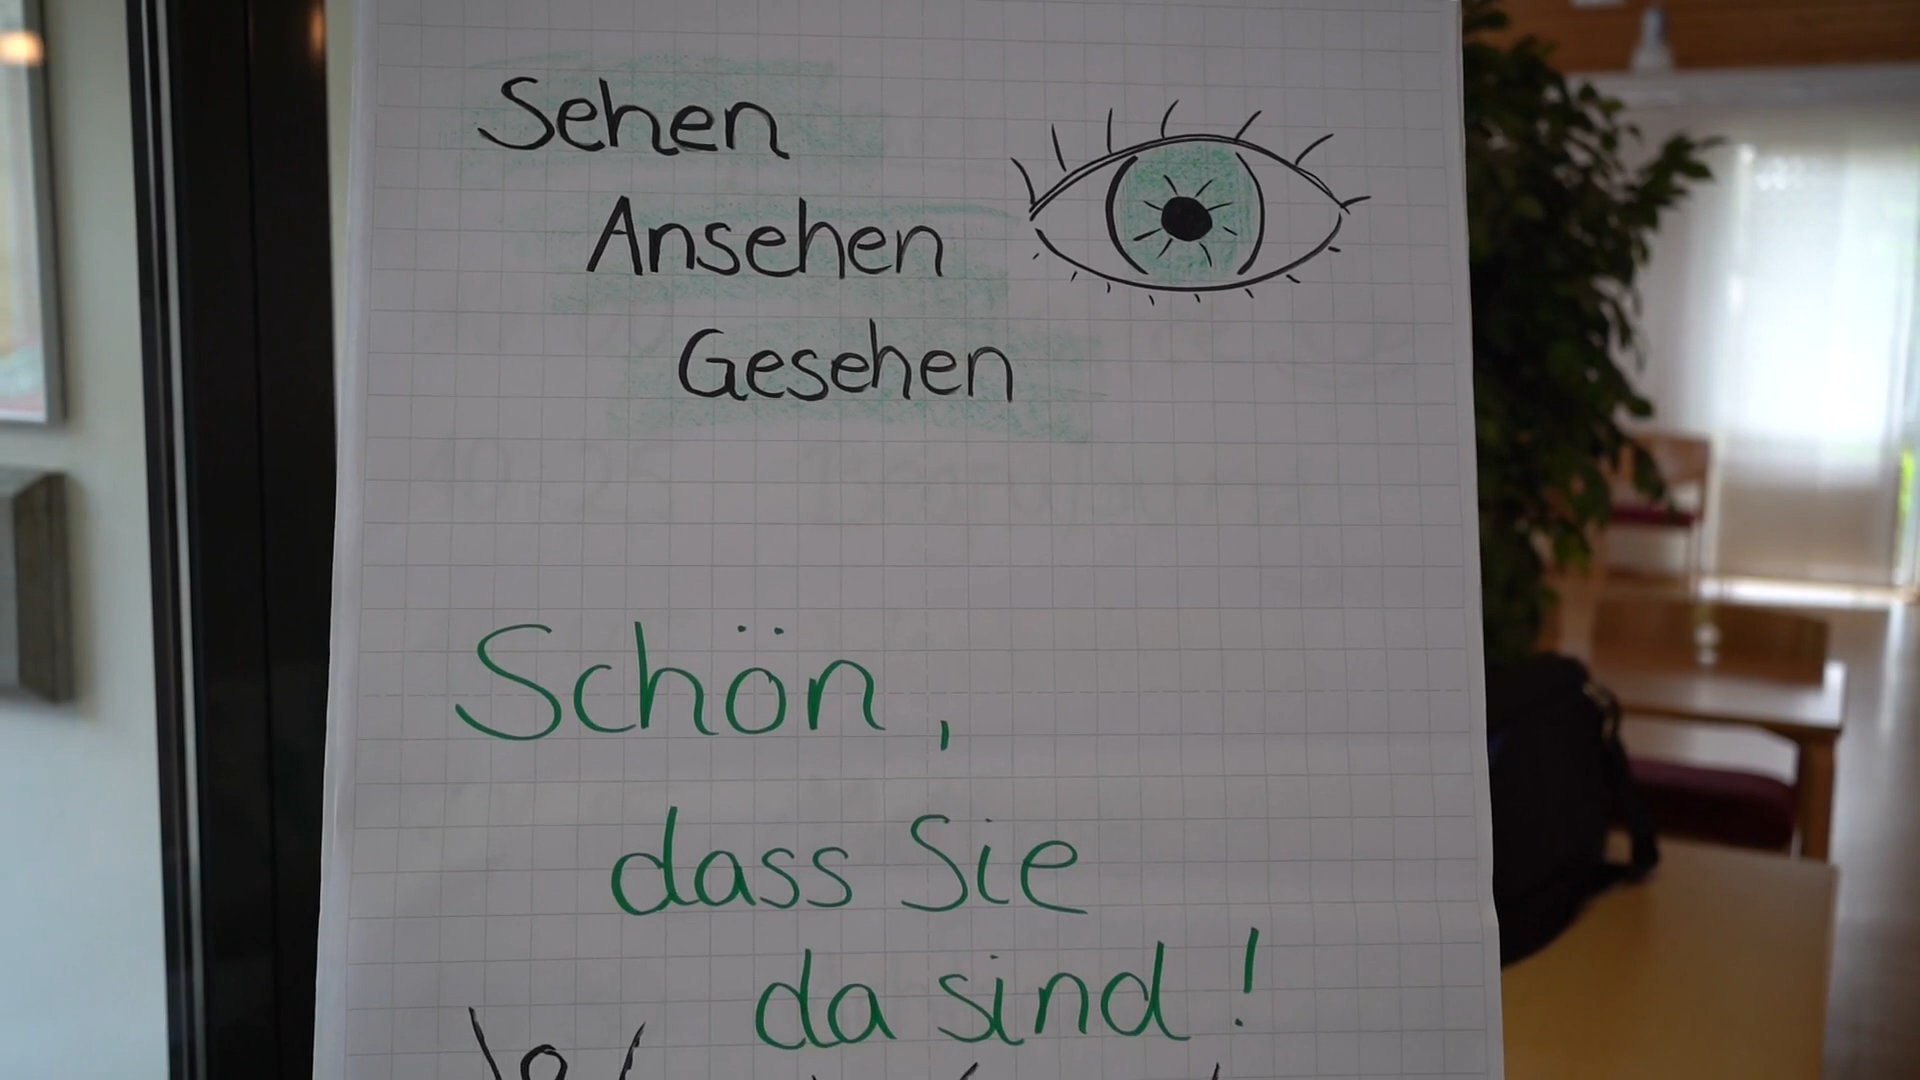 Sehen
Ansehen
Gesehen
Schön,
dass Sie
da sind!